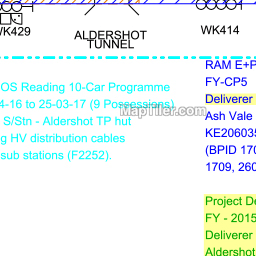 WK429
ALDERSHOT
TUNNEL
WK414
OS Reading 10-Car Programme
4-16 to 25-03-17 (9 Possessions)
S/Stn - Aldershot TP hut
g HV distribution cables
sub stations (F2252).
MapTiler.com
RAM E+P
FY-CP5
Deliverer
Ash Vale
KE206035
(BPID 170
1709, 260
Project De
FY - 2015
Deliverer
Aldershot